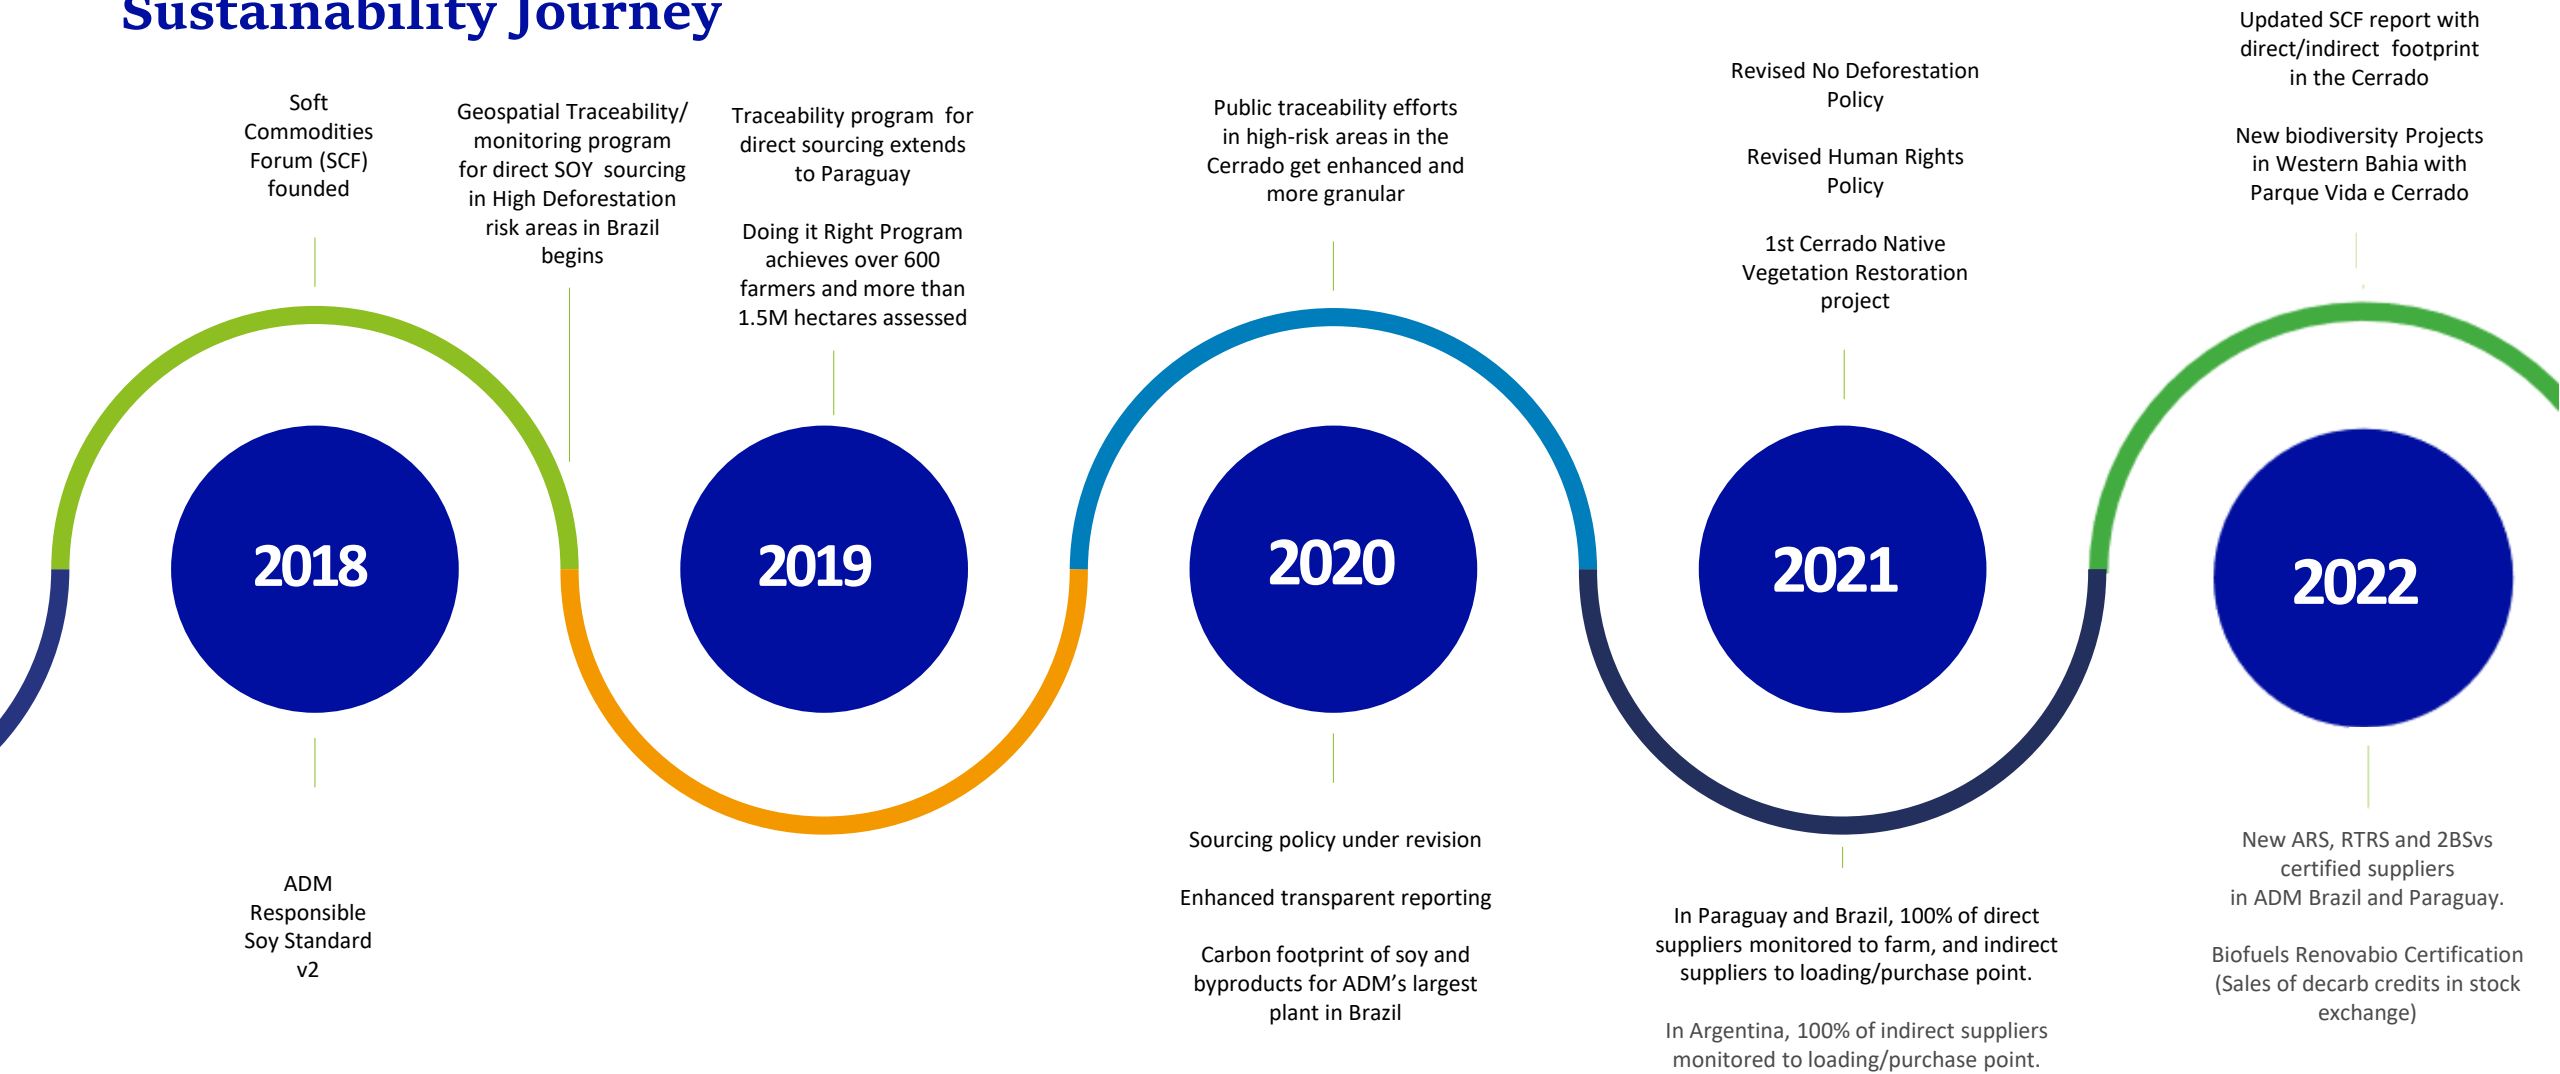 Sustainability Journey
Soft
Commodities
Forum (SCF)
founded
2018
ADM
Responsible
Soy Standard
v2
Geospatial Traceability/
monitoring program
for direct SOY sourcing
in High Deforestation
risk areas in Brazil
begins
Traceability program for
direct sourcing extends
to Paraguay
Doing it Right Program
achieves over 600
farmers and more than
1.5M hectares assessed
2019
Public traceability efforts
in high-risk areas in the
Cerrado get enhanced and
more granular
2020
Sourcing policy under revision
Enhanced transparent reporting
Carbon footprint of soy and
byproducts for ADM’s largest
plant in Brazil
Revised No Deforestation
Policy
Revised Human Rights
Policy
1st Cerrado Native
Vegetation Restoration
project
2021
In Paraguay and Brazil, 100% of direct
suppliers monitored to farm, and indirect
suppliers to loading/purchase point.
In Argentina, 100% of indirect suppliers
monitored to loading/purchase point.
Updated SCF report with
direct/indirect footprint
in the Cerrado
New biodiversity Projects
in Western Bahia with
Parque Vida e Cerrado
2022
New ARS, RTRS and 2BSvs
certified suppliers
in ADM Brazil and Paraguay.
Biofuels Renovabio Certification
(Sales of decarb credits in stock
exchange)